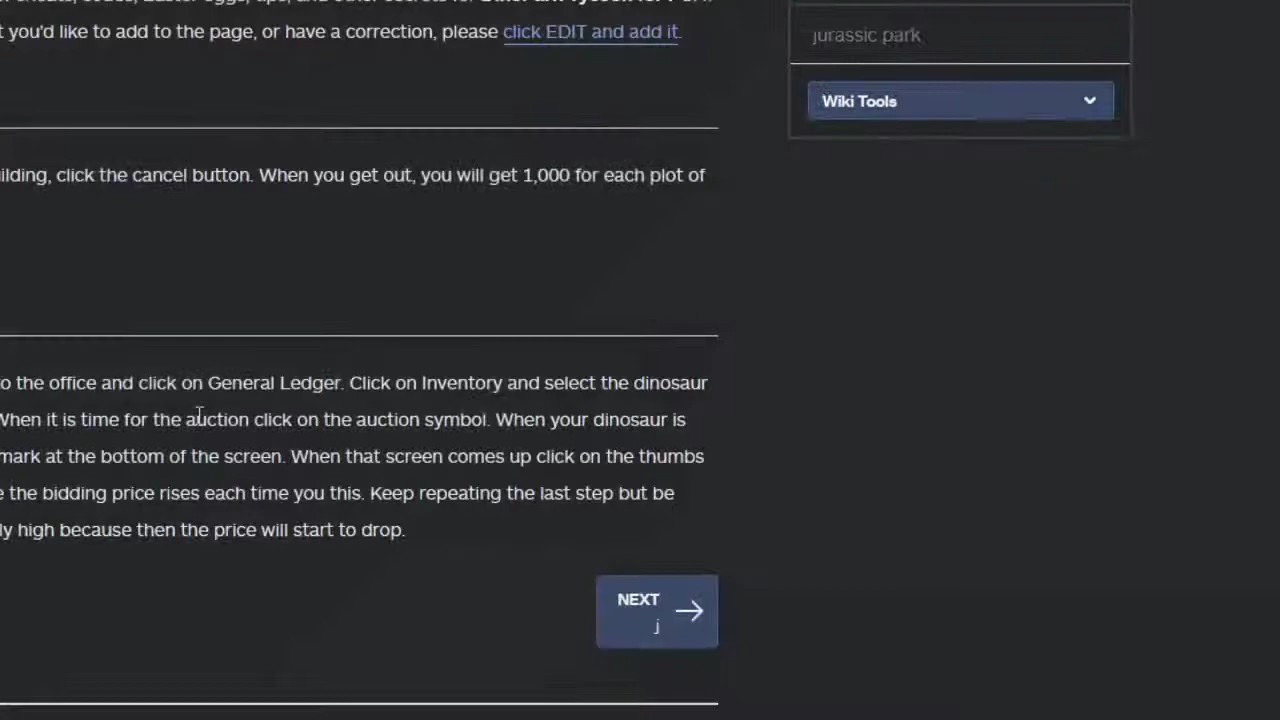 t you'd like to add to the page, or have a correction, please click EDIT and add it.
jurassic park
Wiki Tools
ilding, click the cancel button. When you get out, you will get 1,000 for each plot of
o the office and click on General Ledger. Click on Inventory and select the dinosaur
When it is time for the auction click on the auction symbol. When your dinosaur is
mark at the bottom of the screen. When that screen comes up click on the thumbs
e the bidding price rises each time you this. Keep repeating the last step but be
ly high because then the price will start to drop.
NEXT
j